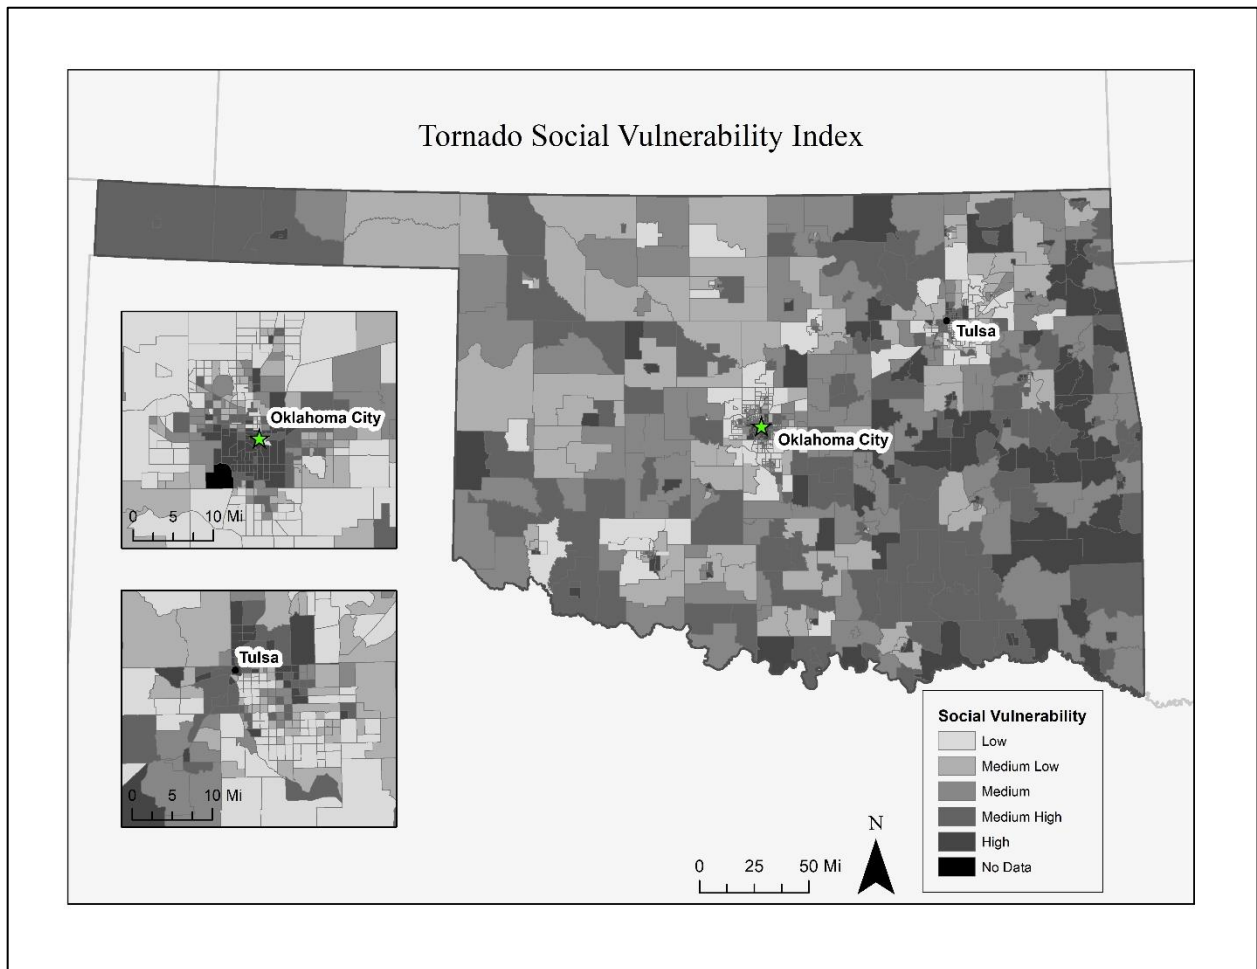 Tornado Social Vulnerability Index
Tulsa
Oklahoma City
Oklahoma City
0 5 10 Mi
Tulsa
0 5 10 Mi
Social Vulnerability
Low
Medium Low
Medium
Medium High
High
No Data
N
0 25 50 Mi